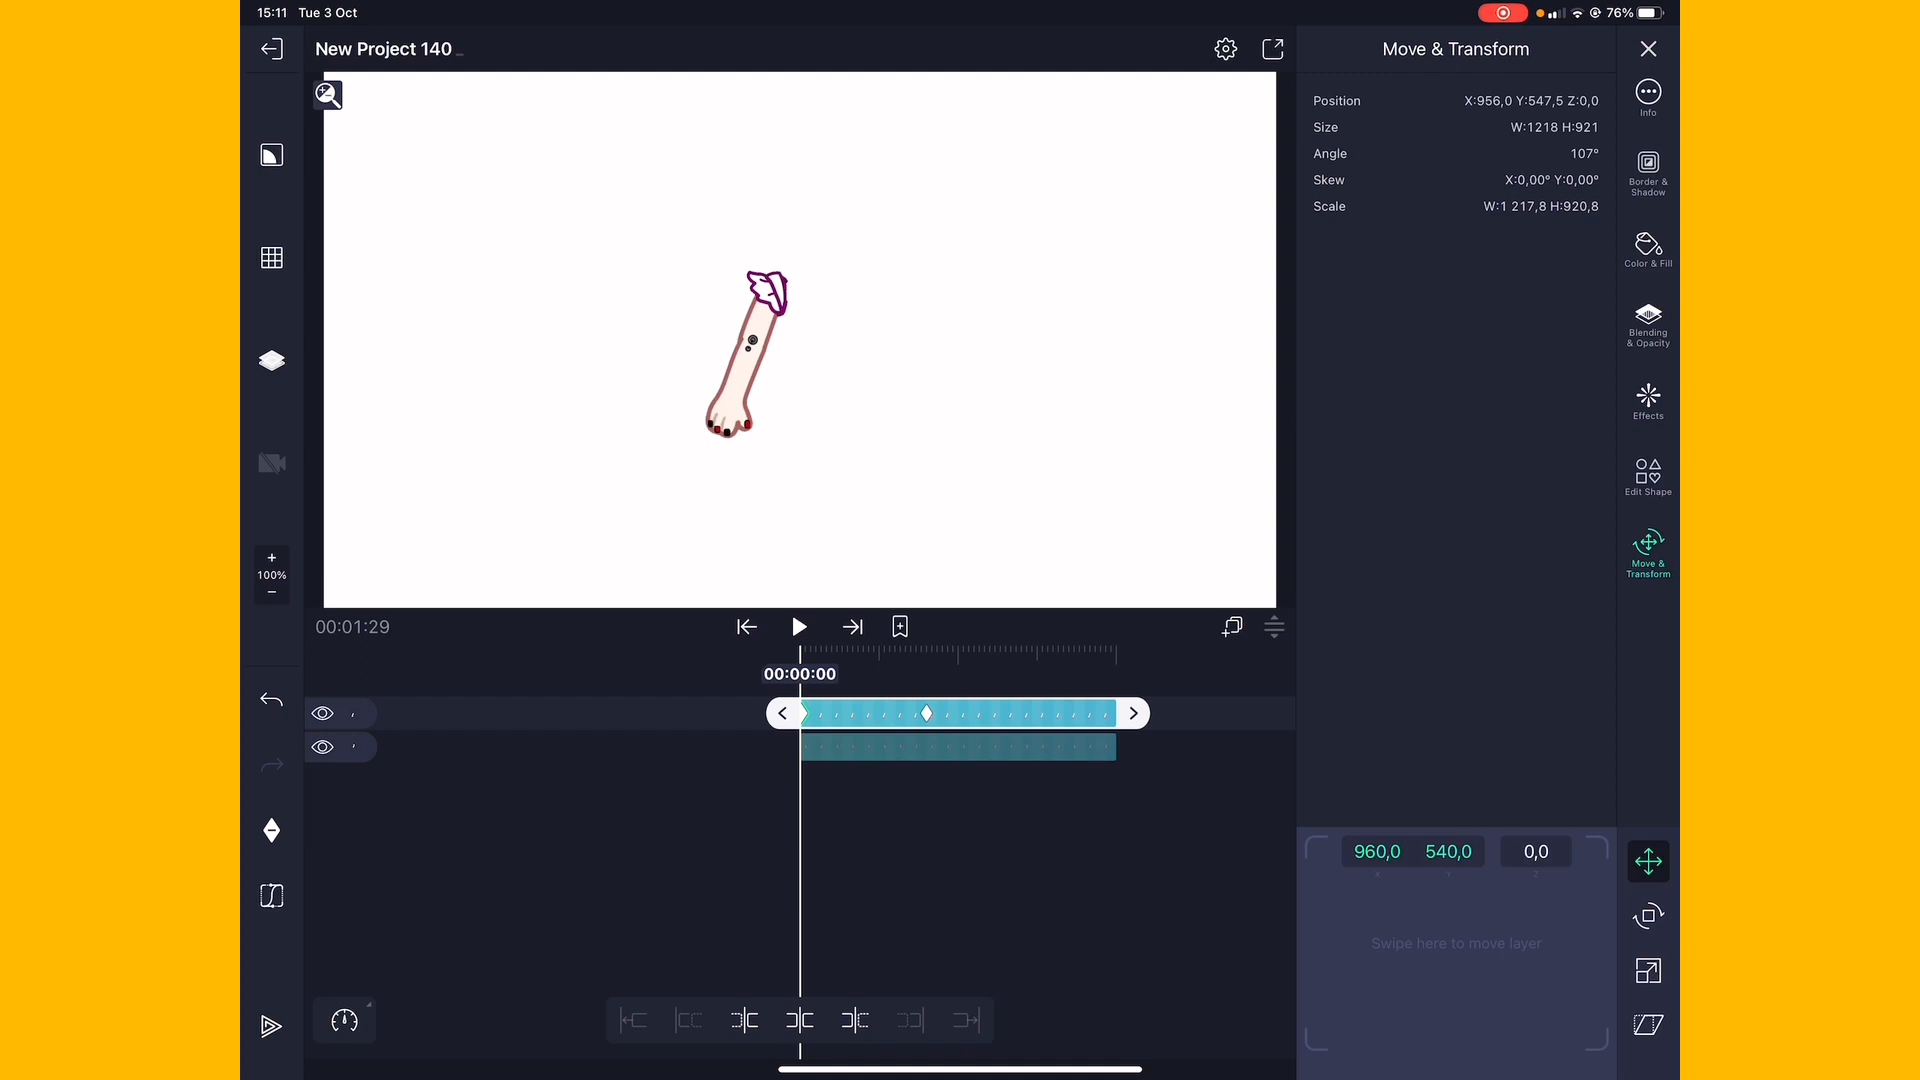 15:11 Tue 3 Oct
76%
New Project 140
Move & Transform
Position X:956,0 Y:547,5 Z:0,0
Size W:1218 H:921
Angle 107°
Skew X:0,00° Y:0,00°
Scale W:1 217,8 H:920,8
Info
Border &
Shadow
Color & Fill
Blending
& Opacity
Effects
Edit Shape
Move &
Transform
+
100%
−
00:01:29
00:00:00
960,0 540,0 0,0
X Y Z
Swipe here to move layer